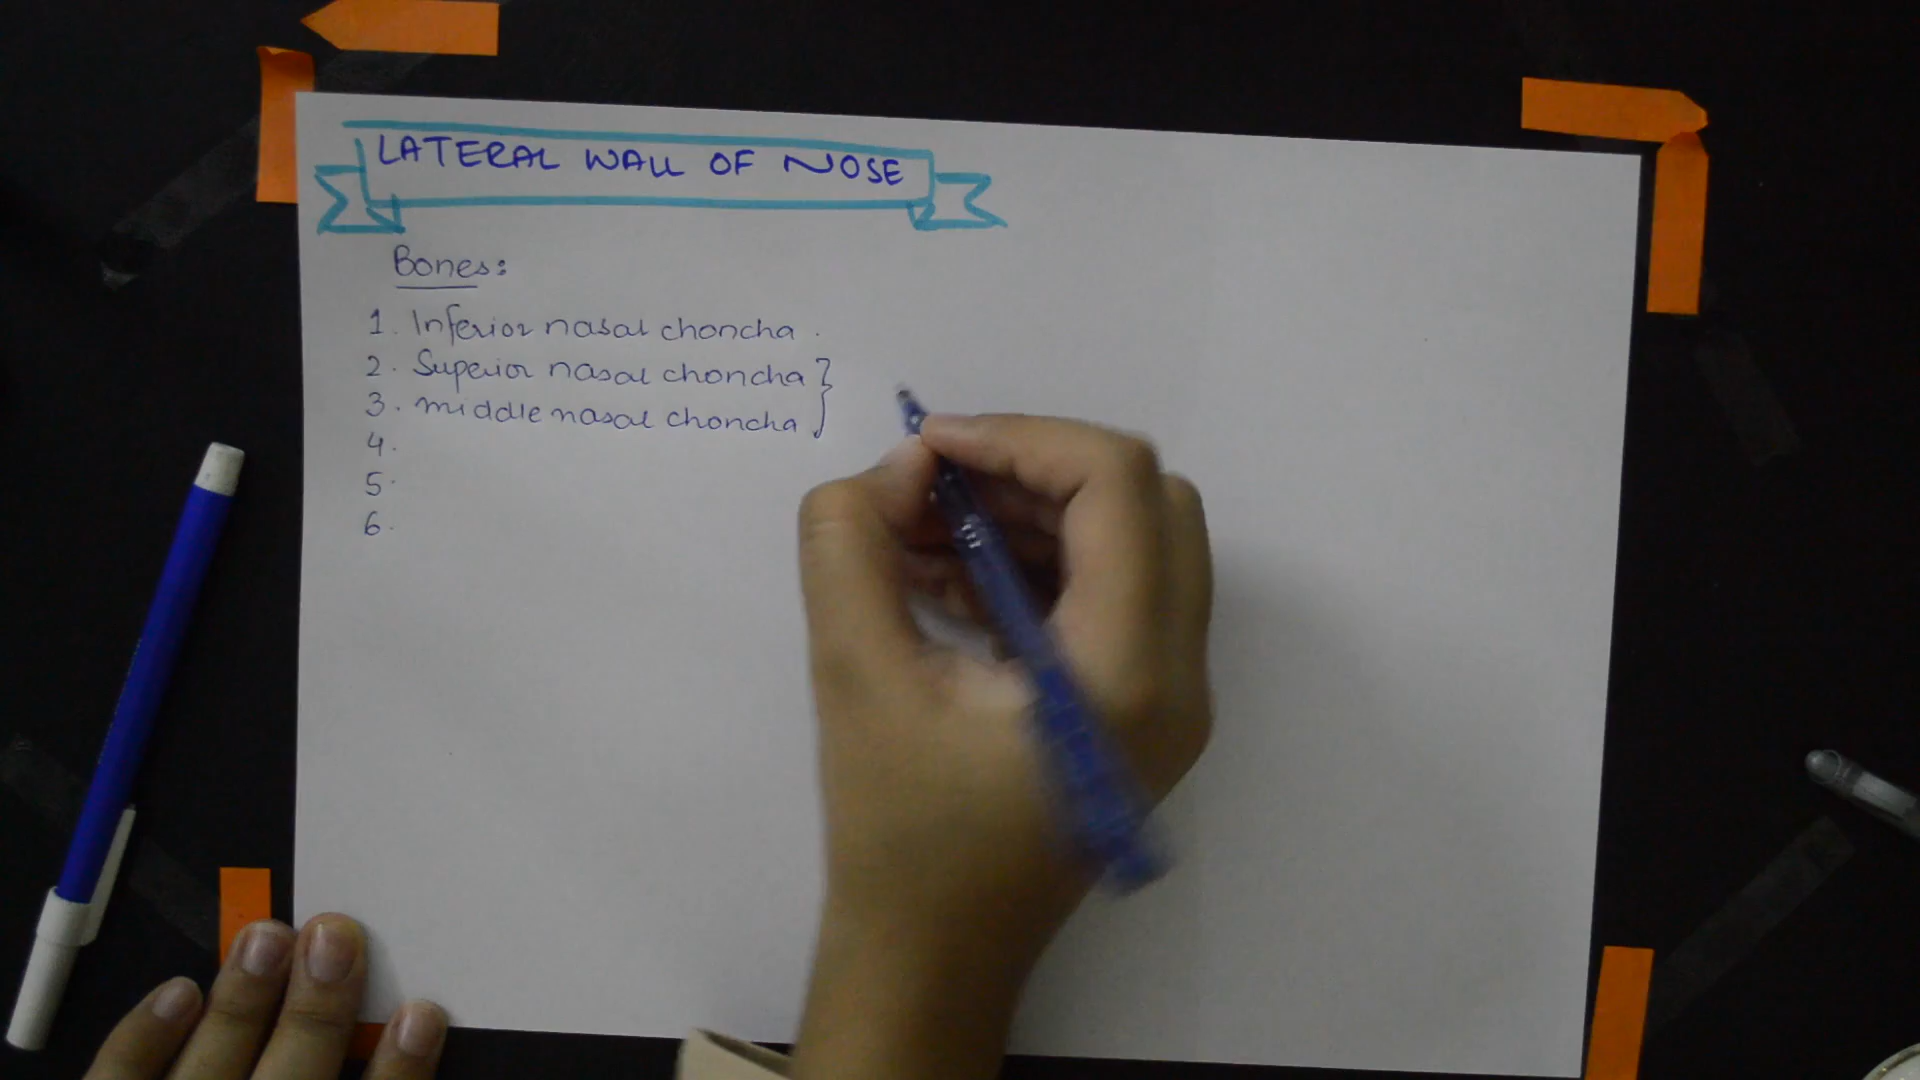 LATERAL WALL OF NOSE
Bones:
1. Inferior nasal choncha.
2. Superior nasal choncha }
3. middle nasal choncha }
4.
5.
6.